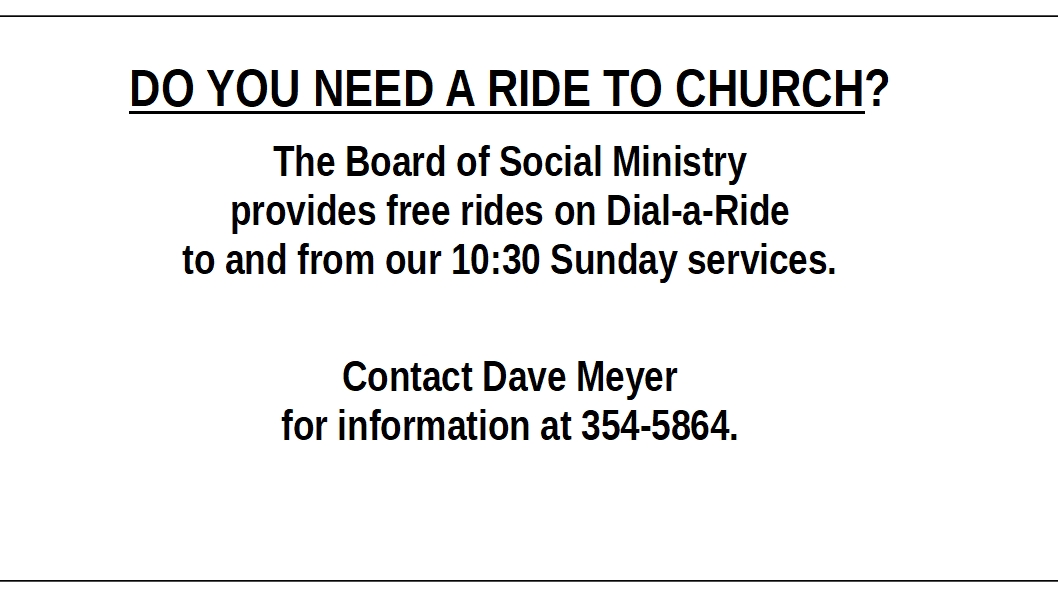 DO YOU NEED A RIDE TO CHURCH?
The Board of Social Ministry
provides free rides on Dial-a-Ride
to and from our 10:30 Sunday services.
Contact Dave Meyer
for information at 354-5864.